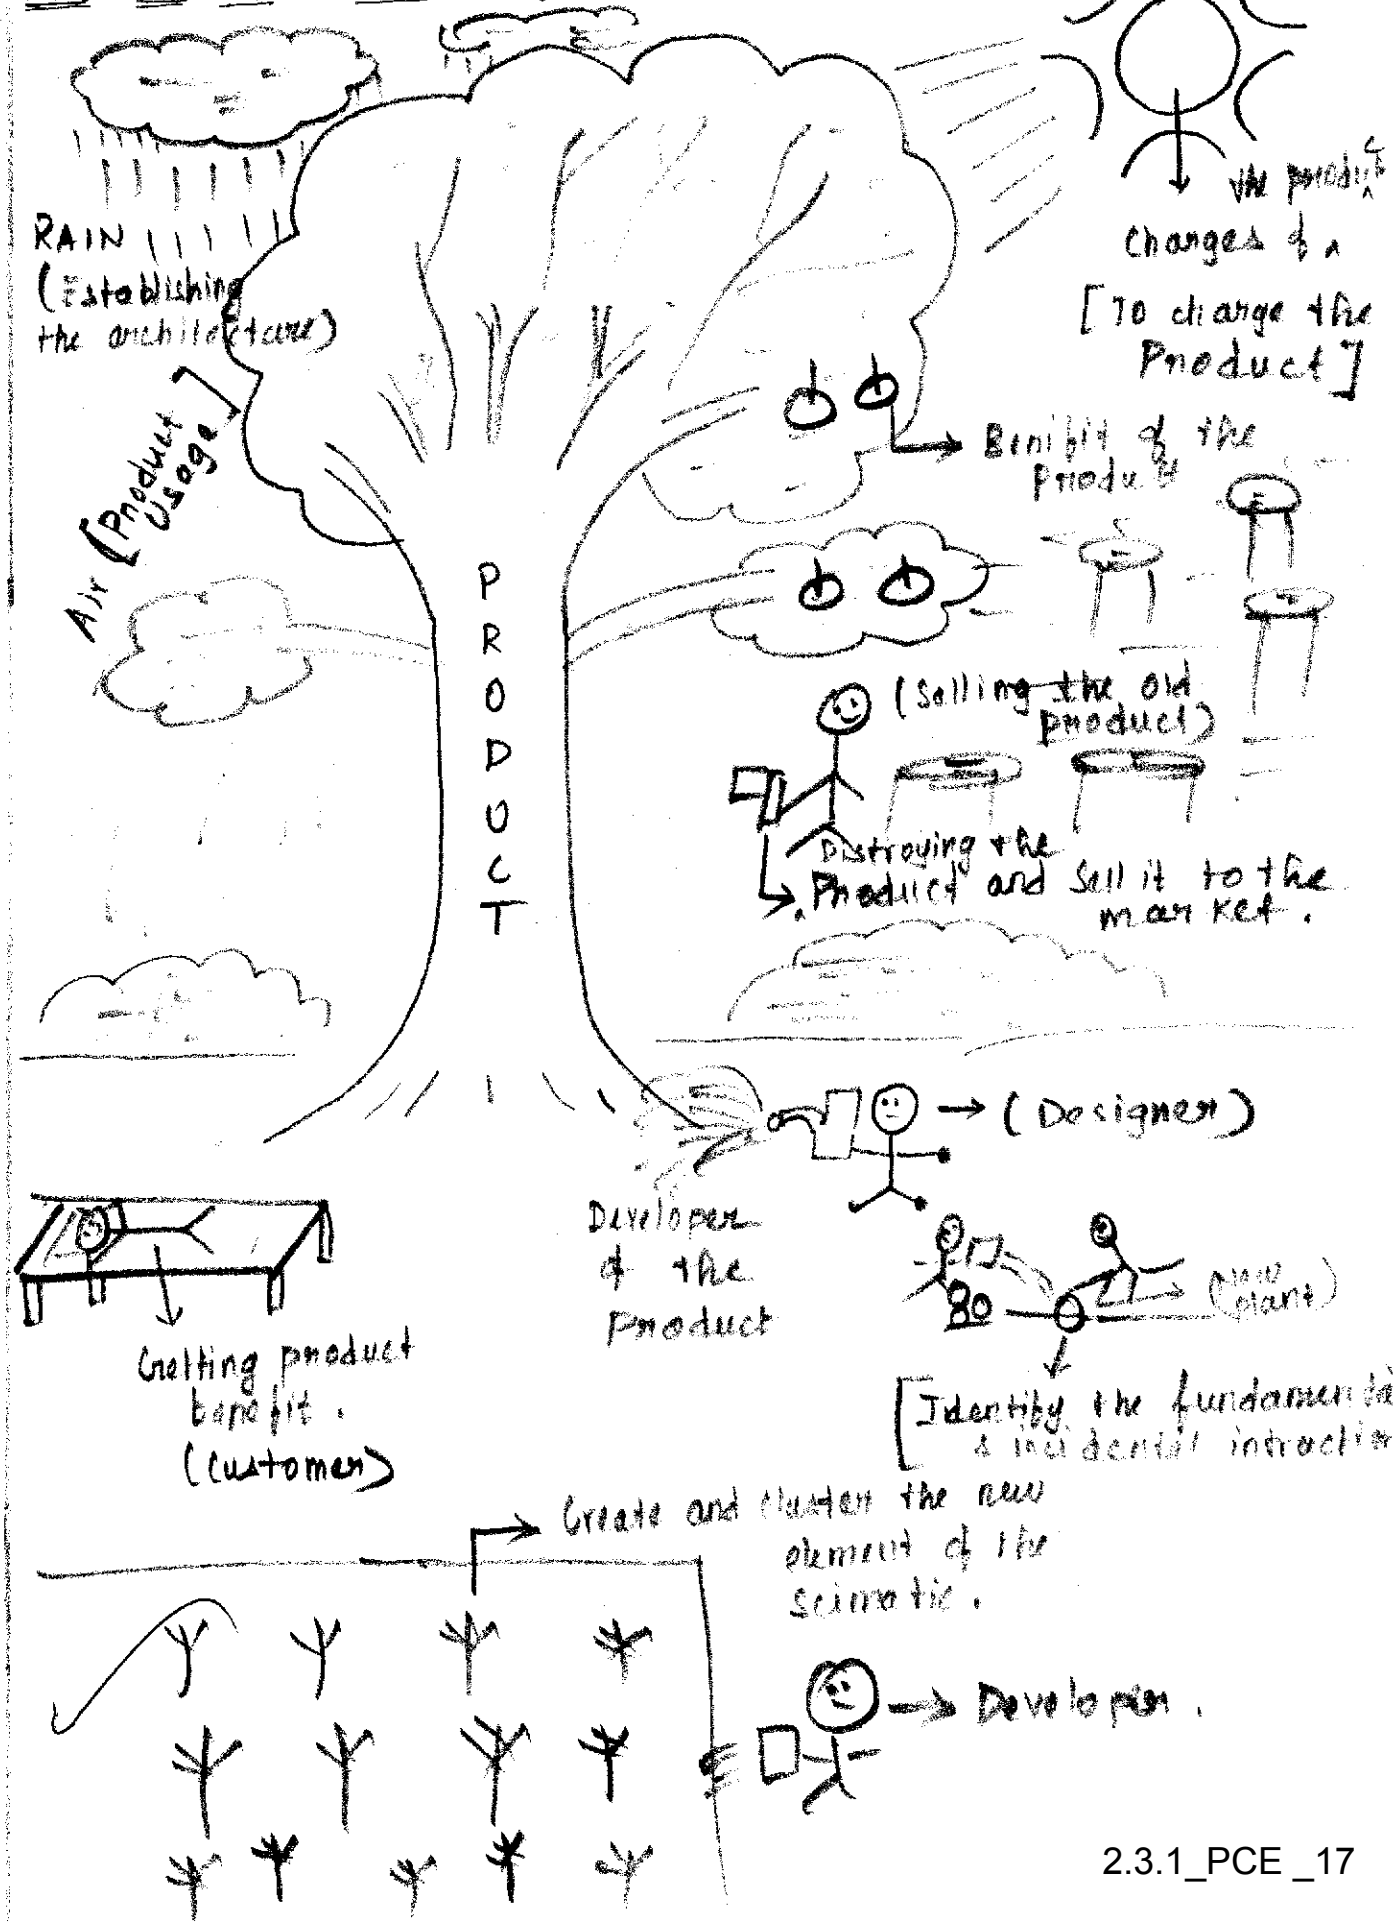 the product
changes of ^
[To change the
Product]
RAIN
(Establishing
the architecture)
Air [Product
Usage]
Benifit of the
Product
PRODUCT
(Selling the old
product)
Distroying the
Product and sell it to the
market.
→ (Designer)
Developer
of the
Product
(new
plant)
Getting product
benefit.
(Customer)
[Identify the fundamenta
& incidental intraction
Create and cluster the new
element of the
scimatic.
→ Developer.
2.3.1_PCE _17